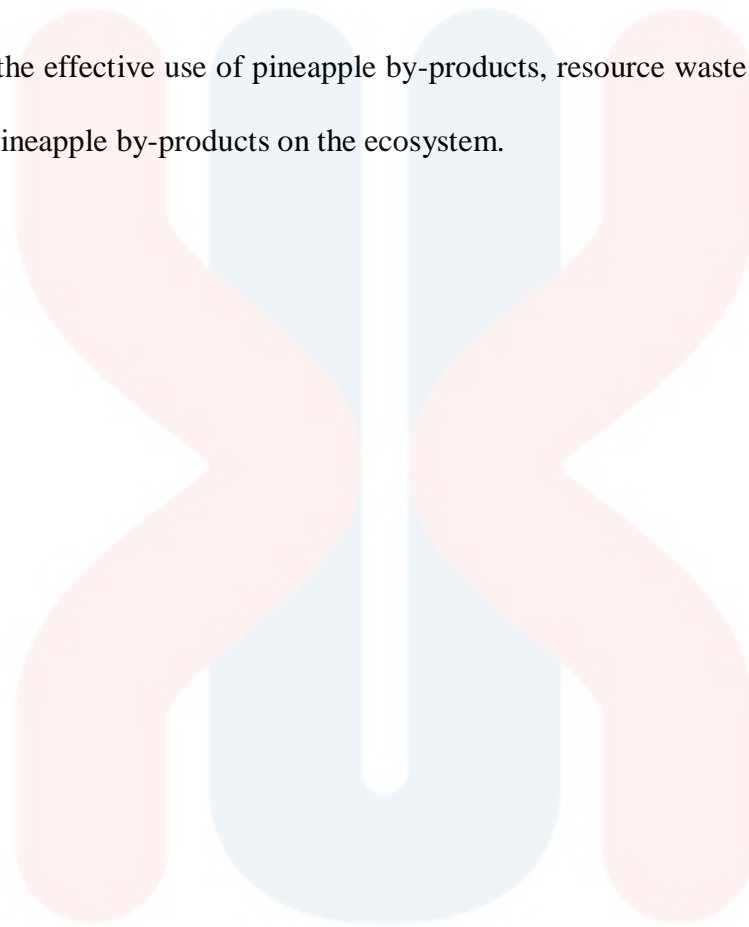 the effective use of pineapple by-products, resource waste
ineapple by-products on the ecosystem.